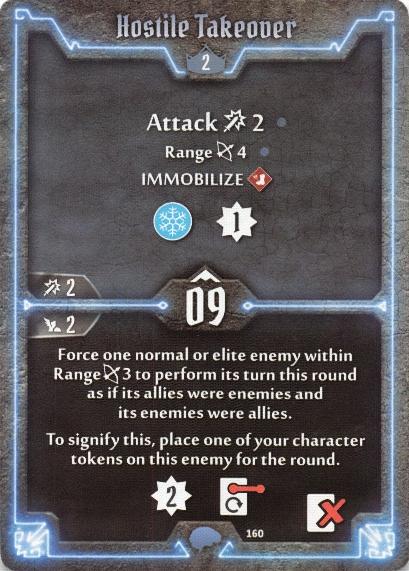 Hostile Takeover
2
Attack 2
Range 4
IMMOBILIZE
1
2
09
2
Force one normal or elite enemy within
Range 3 to perform its turn this round
as if its allies were enemies and
its enemies were allies.
To signify this, place one of your character
tokens on this enemy for the round.
2
160